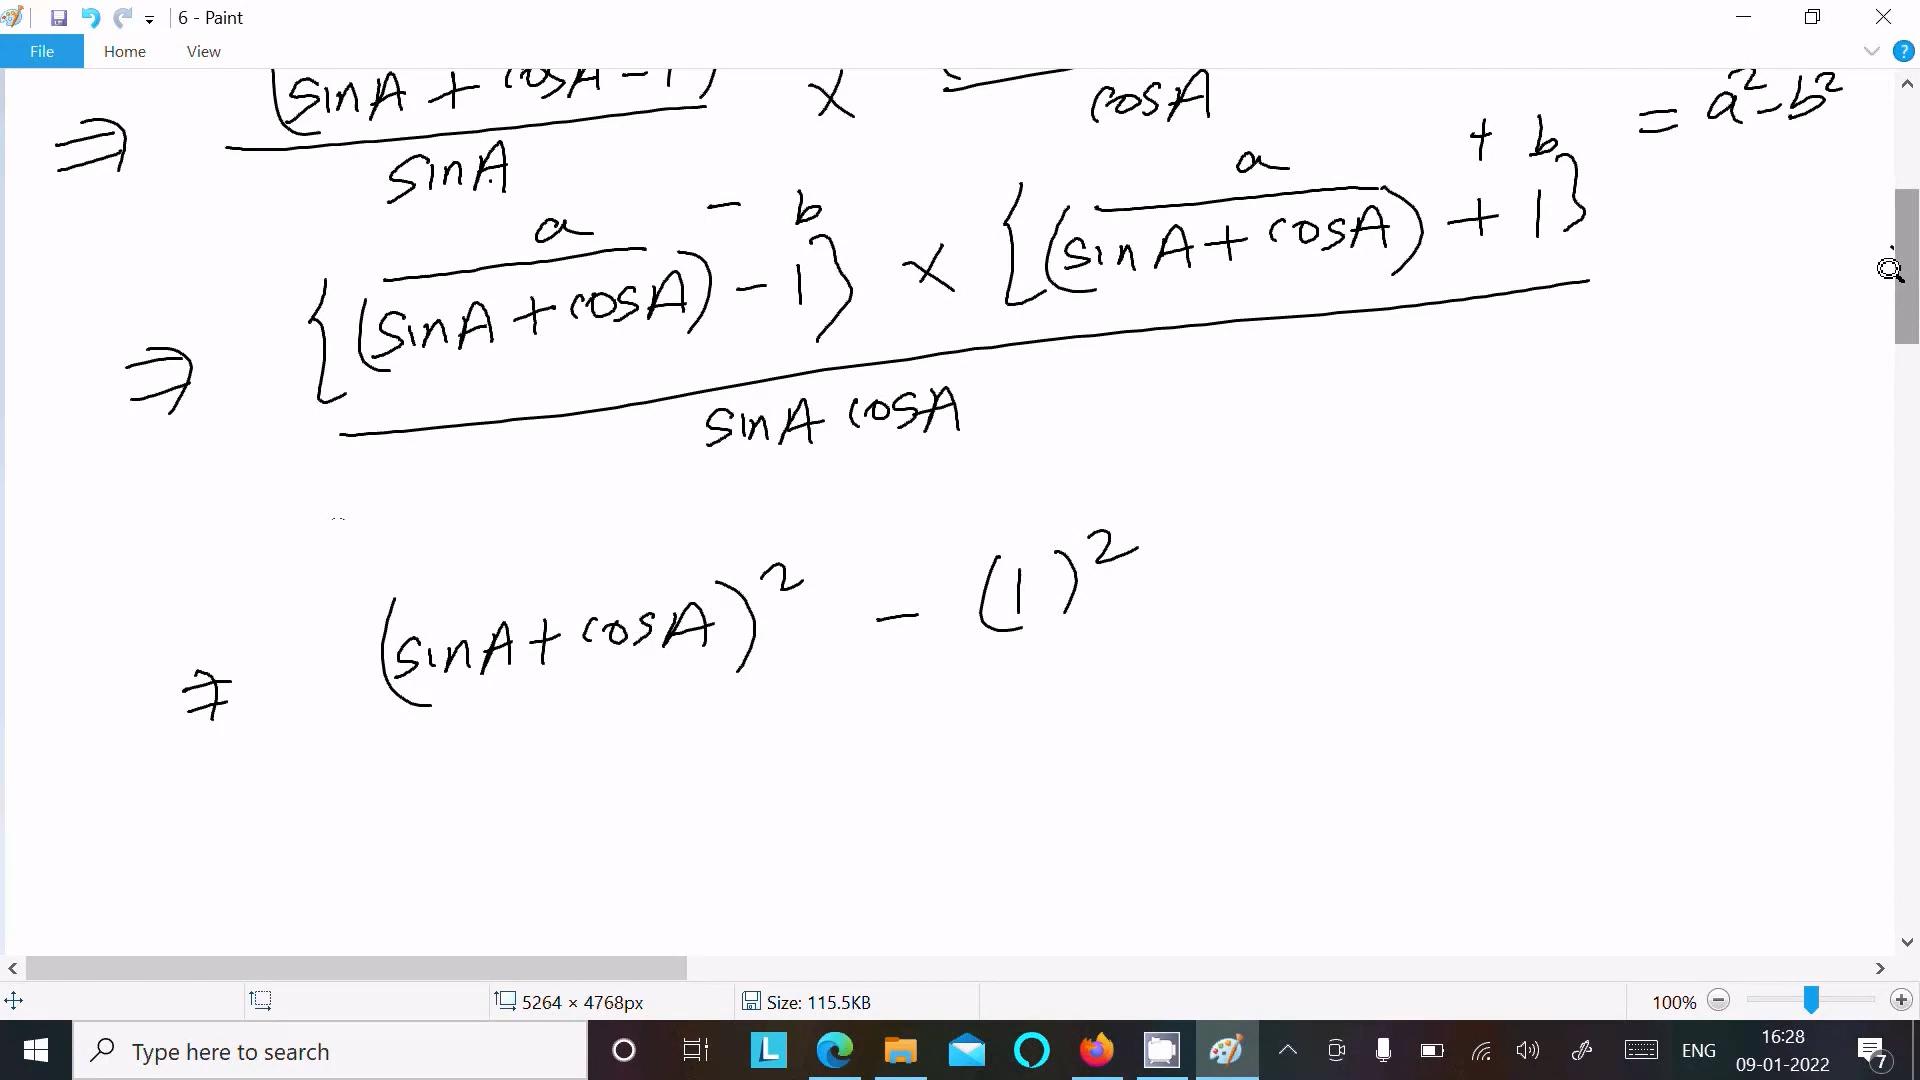 6 - Paint
File Home View
(sinA + cosA - 1) × = a² - b²
⇒ sinA cosA
a - b a + b
⇒ {(sinA + cosA) - 1} × {(sinA + cosA) + 1}
sinA cosA
⇒ (sinA + cosA)² - (1)²
5264 × 4768px Size: 115.5KB 100%
Type here to search L ENG 16:28
09-01-2022 7